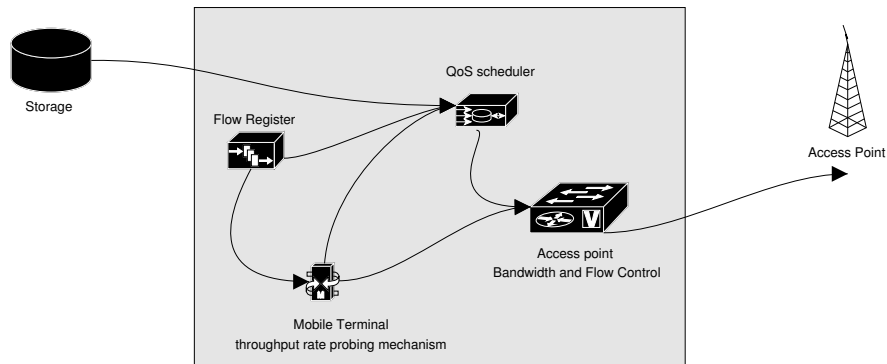 QoS scheduler
Storage
Flow Register
Access Point
V
Access point
Bandwidth and Flow Control
Mobile Terminal
throughput rate probing mechanism